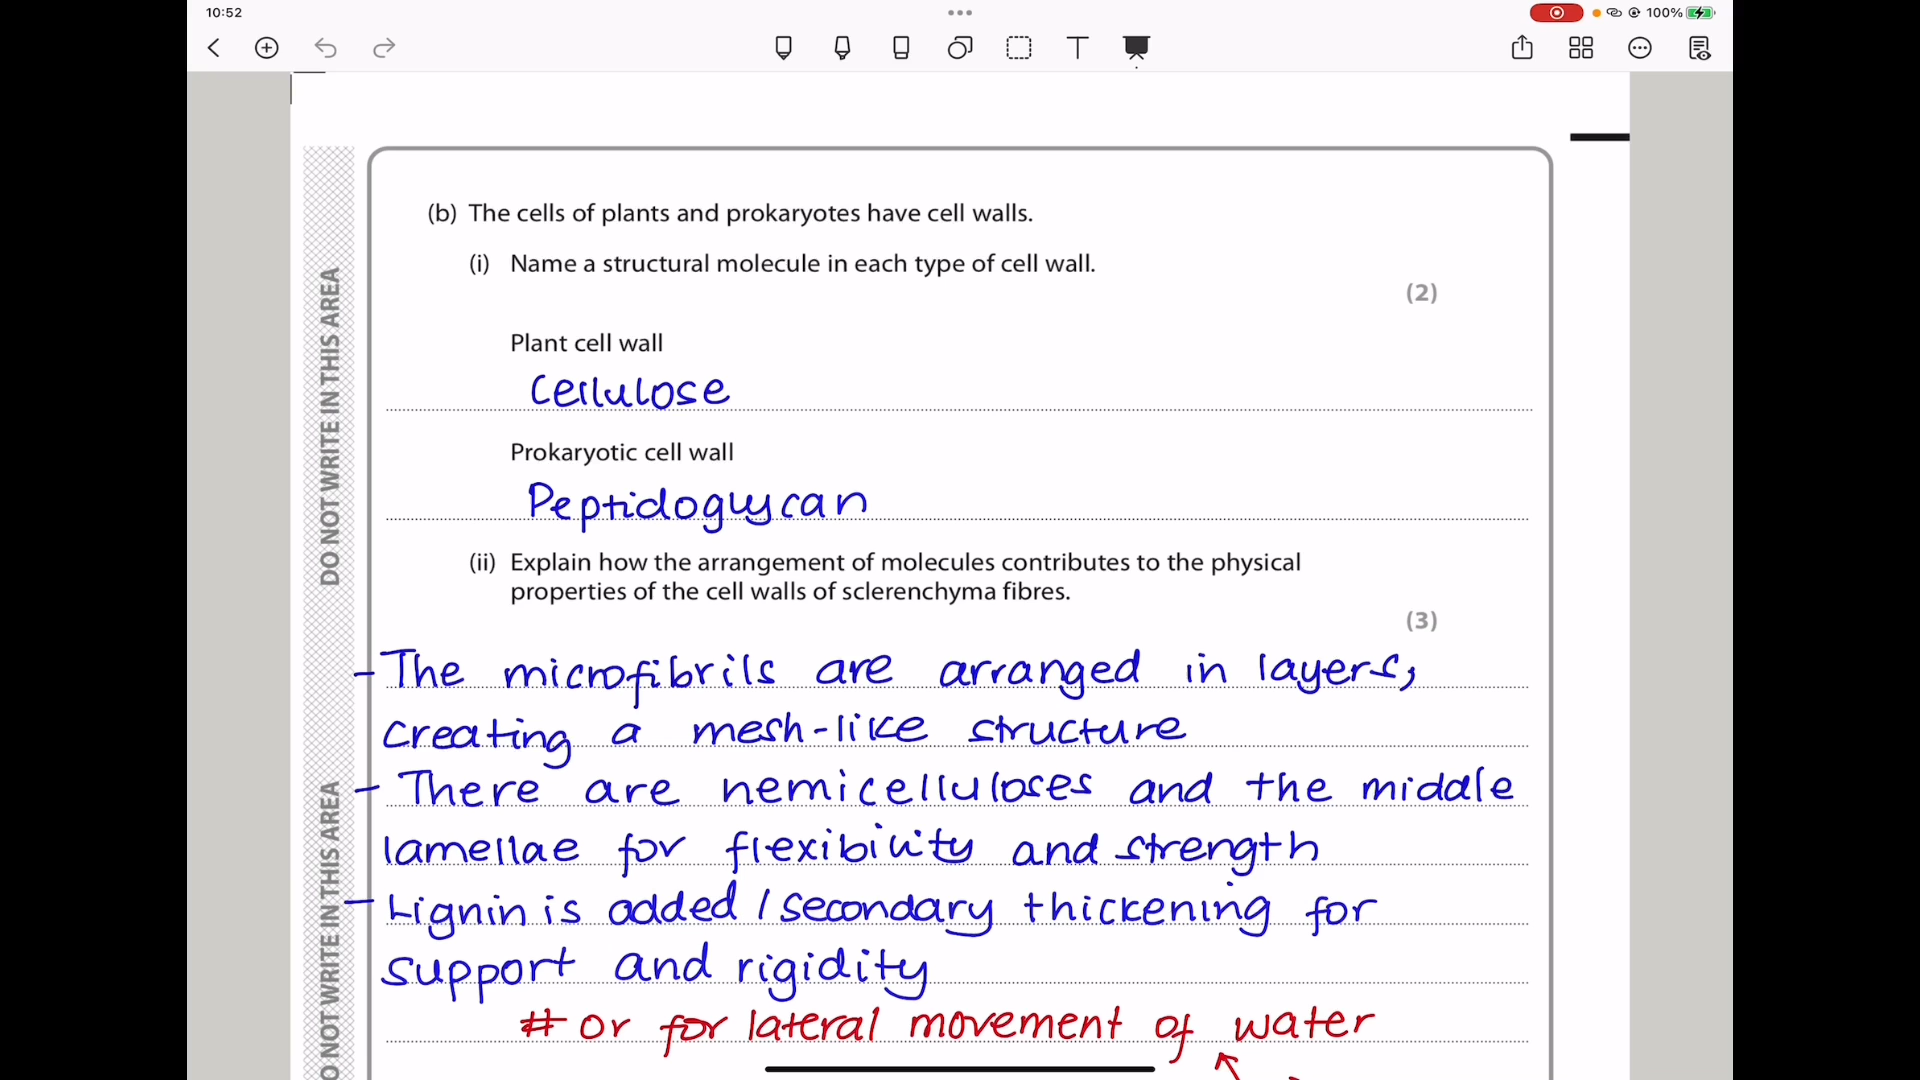 10:52
100%
(b) The cells of plants and prokaryotes have cell walls.
(i) Name a structural molecule in each type of cell wall.
(2)
Plant cell wall
Cellulose
Prokaryotic cell wall
Peptidoglycan
(ii) Explain how the arrangement of molecules contributes to the physical
properties of the cell walls of sclerenchyma fibres.
(3)
- The microfibrils are arranged in layers,
creating a mesh-like structure
- There are hemicelluloses and the middle
lamellae for flexibility and strength
- Lignin is added / secondary thickening for
support and rigidity
# or for lateral movement of water
DO NOT WRITE IN THIS AREA
O NOT WRITE IN THIS AREA